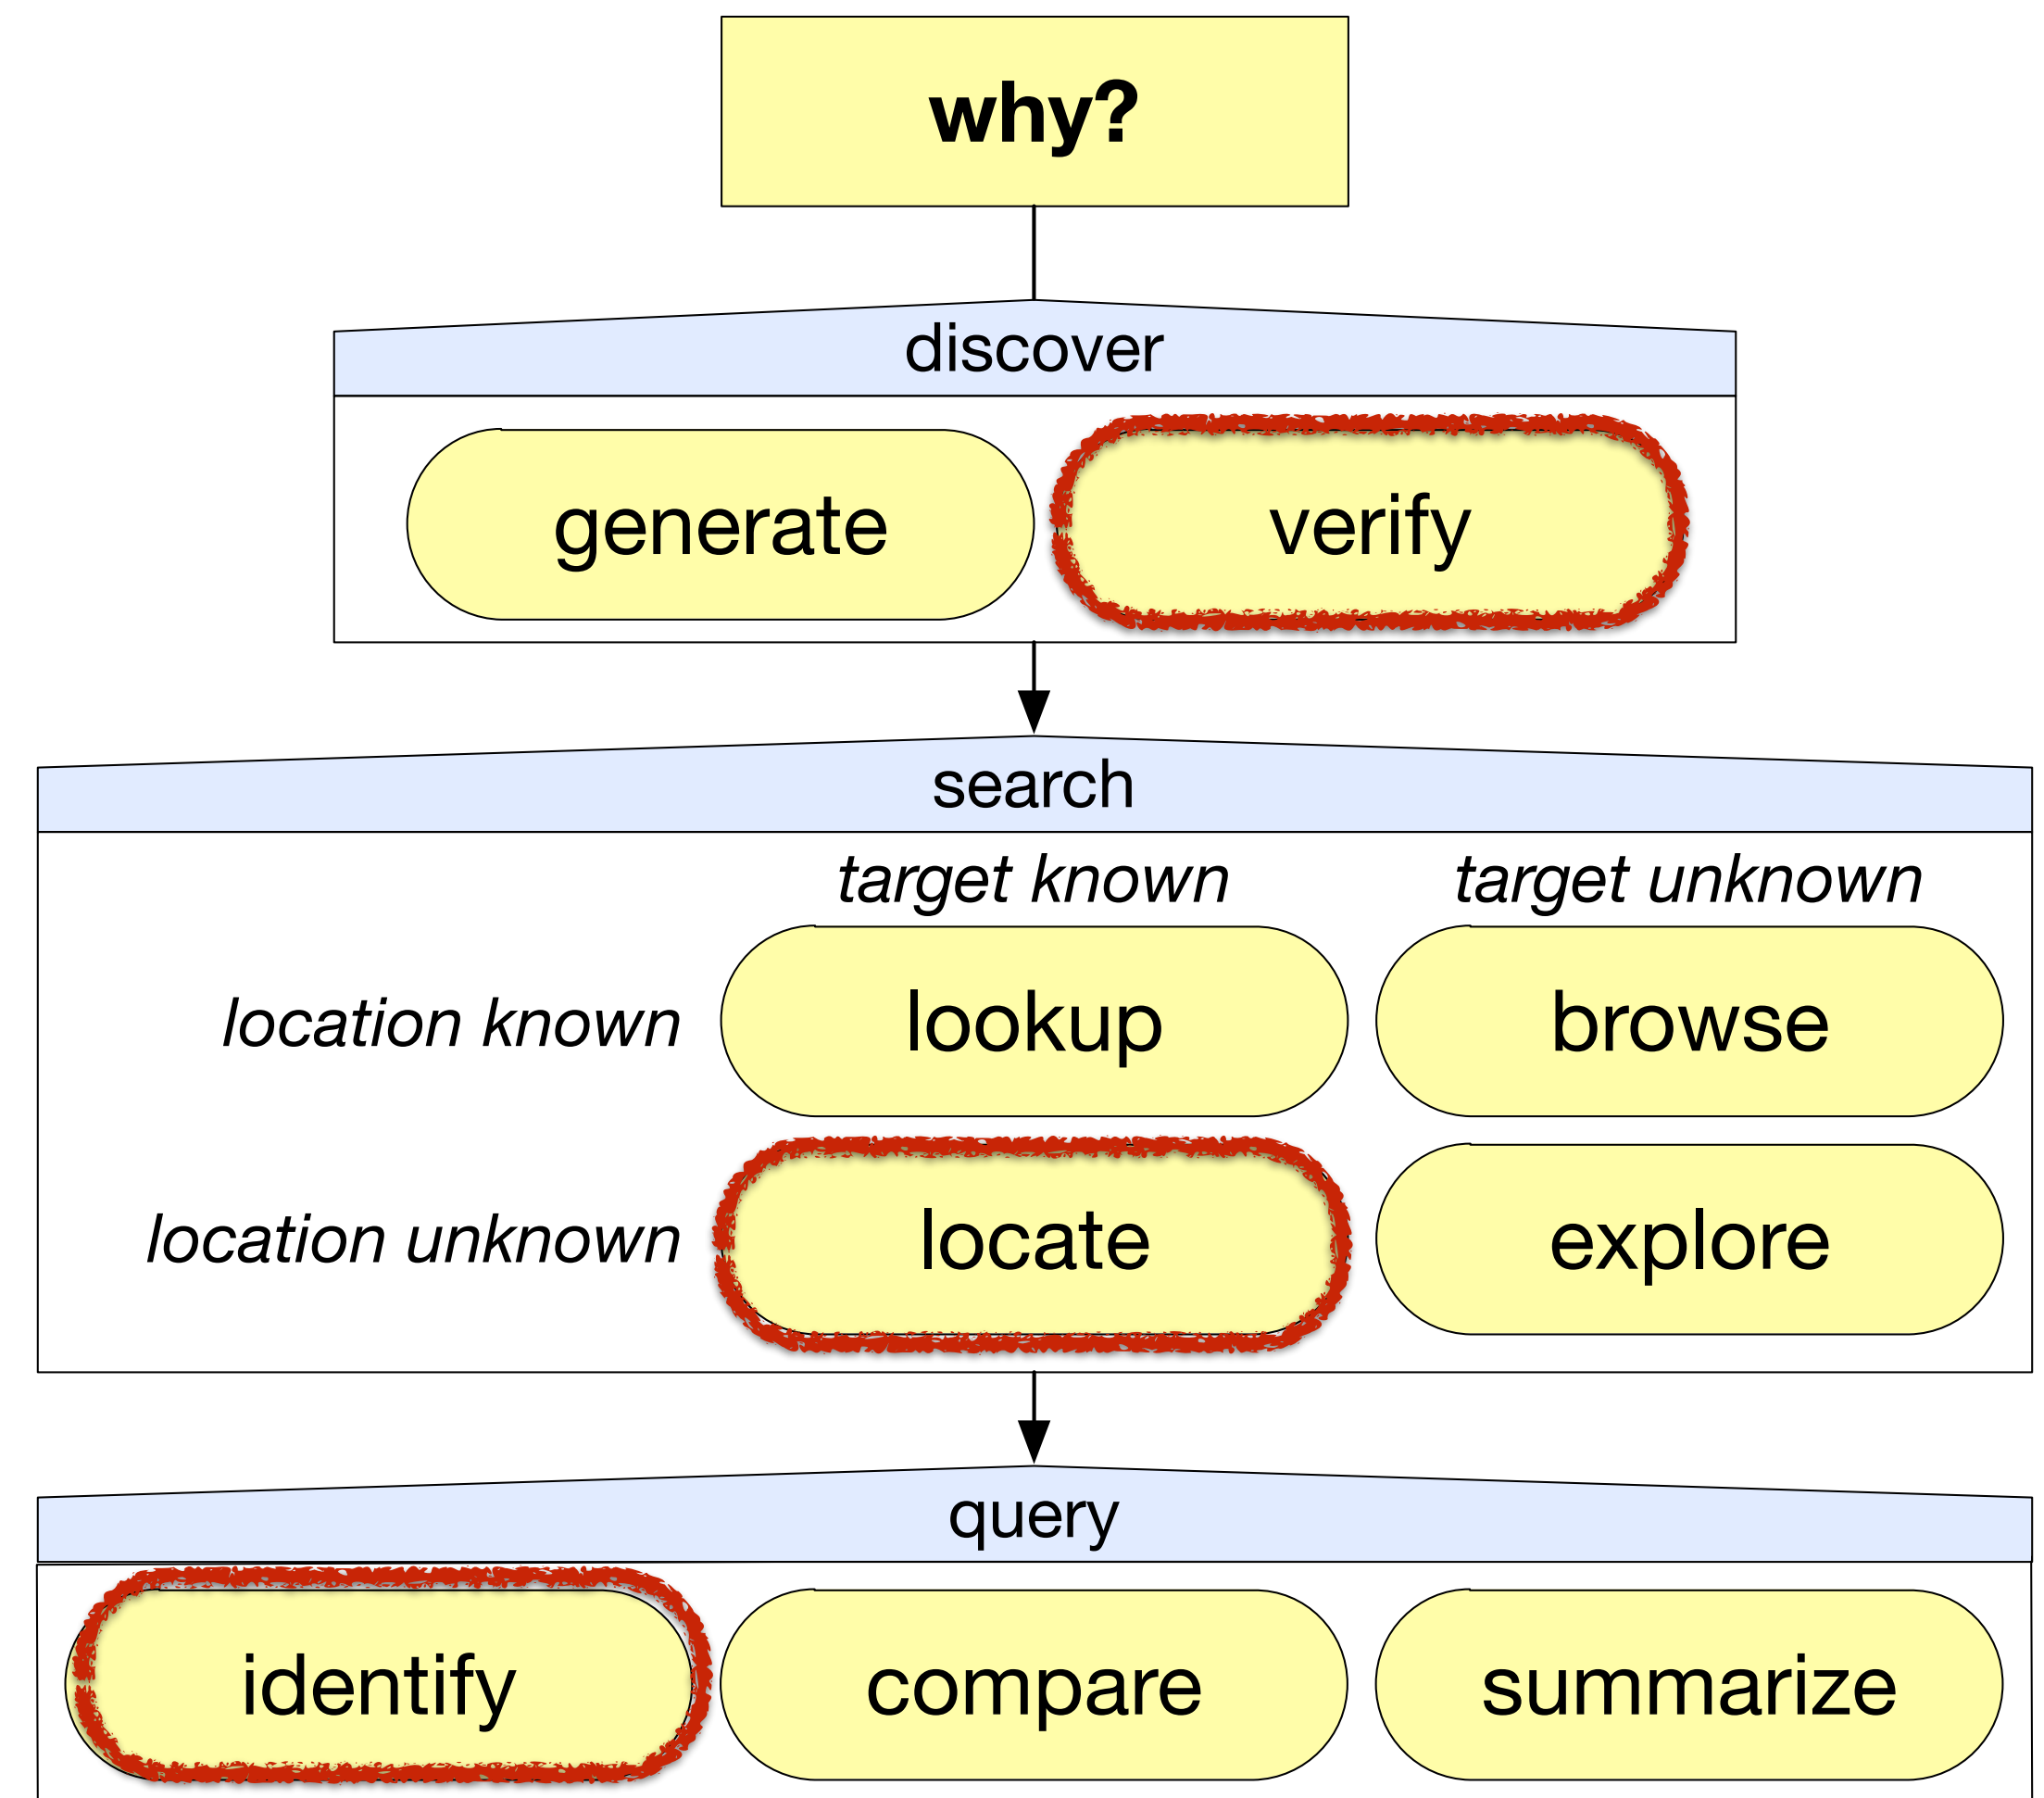 why?
discover
generate verify
search
target known target unknown
location known lookup browse
location unknown locate explore
query
identify compare summarize